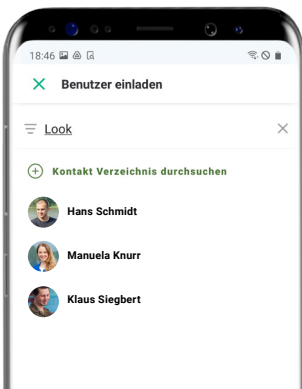 18:46
Benutzer einladen
Look
Kontakt Verzeichnis durchsuchen
Hans Schmidt
Manuela Knurr
Klaus Siegbert